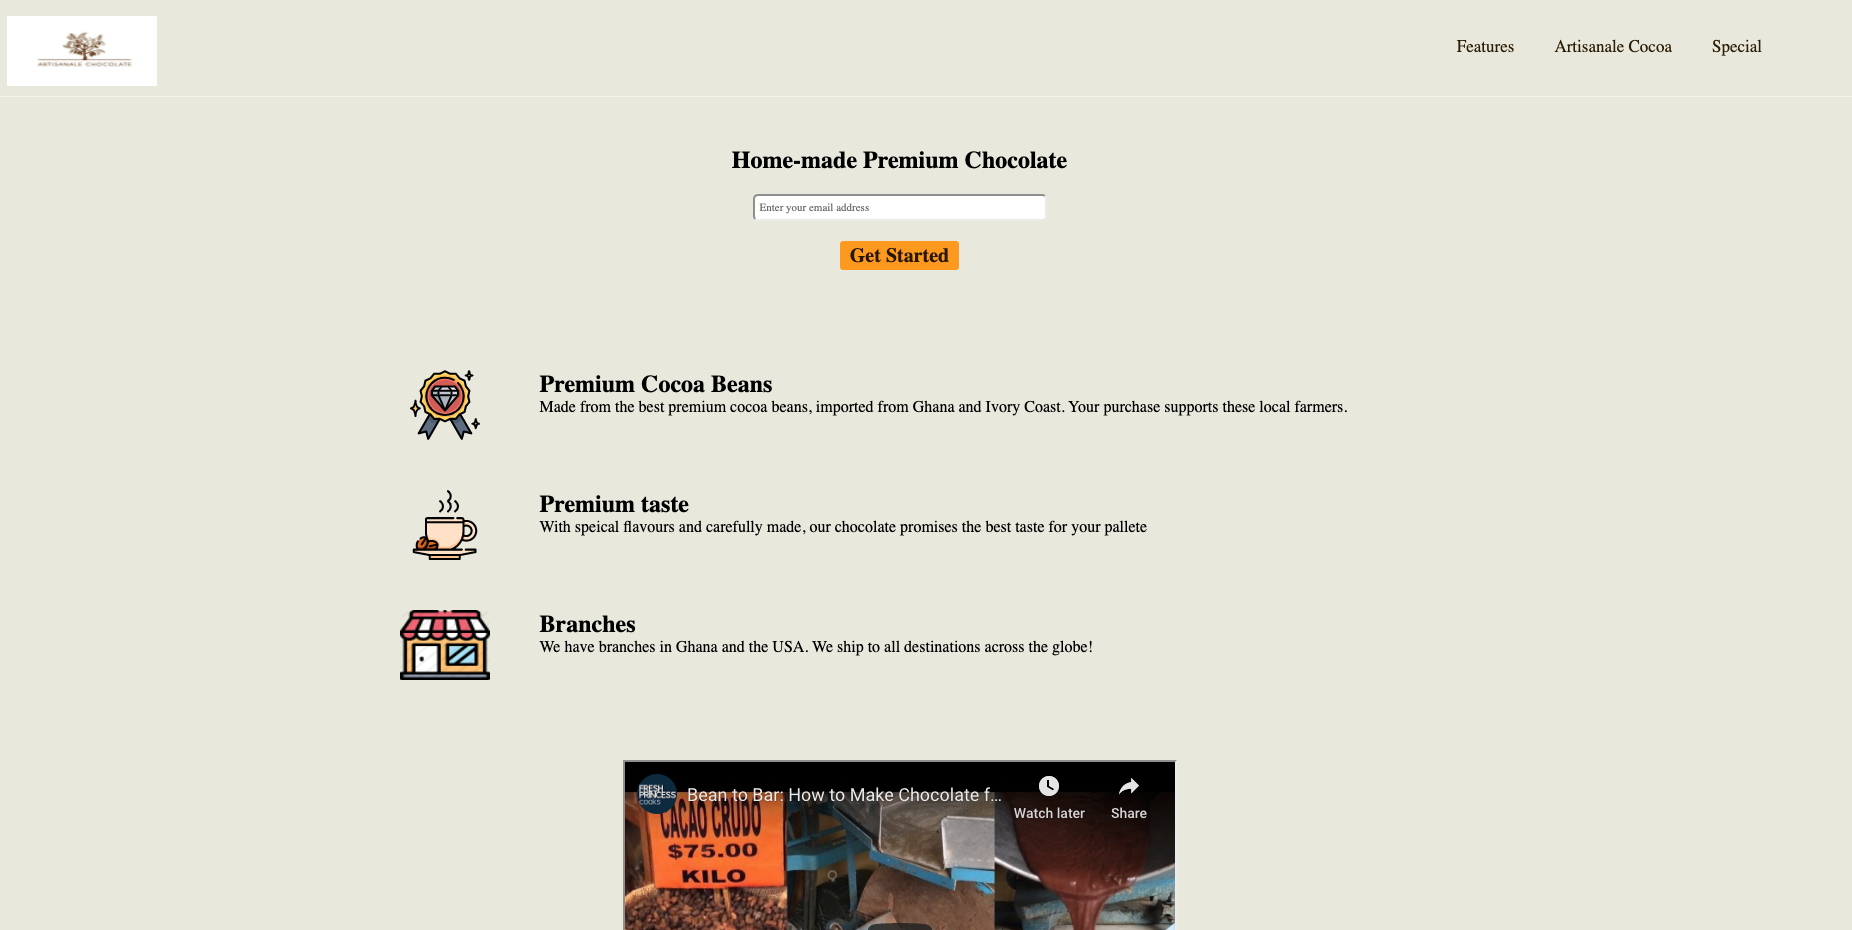 ARTISANALE CHOCOLATE
Features
Artisanale Cocoa
Special
Home-made Premium Chocolate
Enter your email address
Get Started
Premium Cocoa Beans
Made from the best premium cocoa beans, imported from Ghana and Ivory Coast. Your purchase supports these local farmers.
Premium taste
With speical flavours and carefully made, our chocolate promises the best taste for your pallete
Branches
We have branches in Ghana and the USA. We ship to all destinations across the globe!
FRESH
PRINCESS
cooks
Bean to Bar: How to Make Chocolate f...
Watch later
Share
CACAO CRUDO
$75.00
KILO